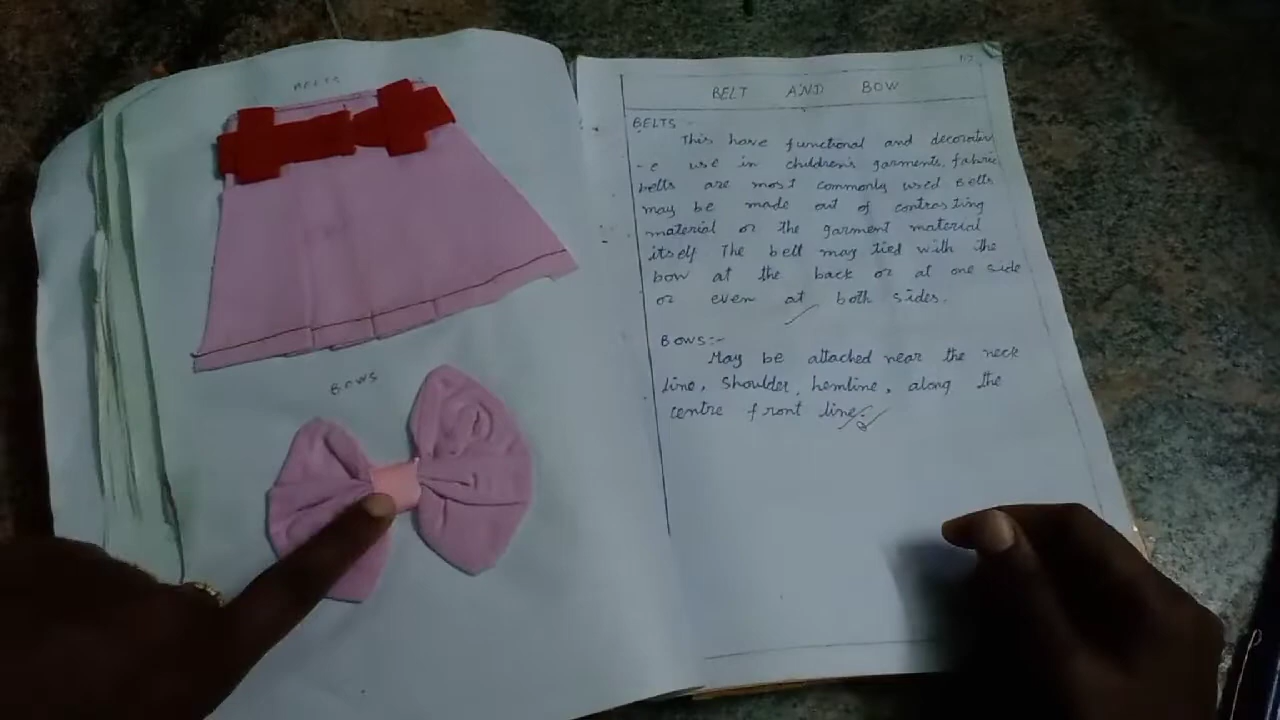 BELTS
BOWS
BELT AND BOW
BELTS :-
This have functional and decorativ
- e use in children's garments. fabric
belts are most commonly used Belts
may be made out of contrasting
material or the garment material
itself The belt may tied with the
bow at the back or at one side
or even at both sides.
BOWS:-
May be attached near the neck
line, Shoulder, hemline, along the
centre front line.